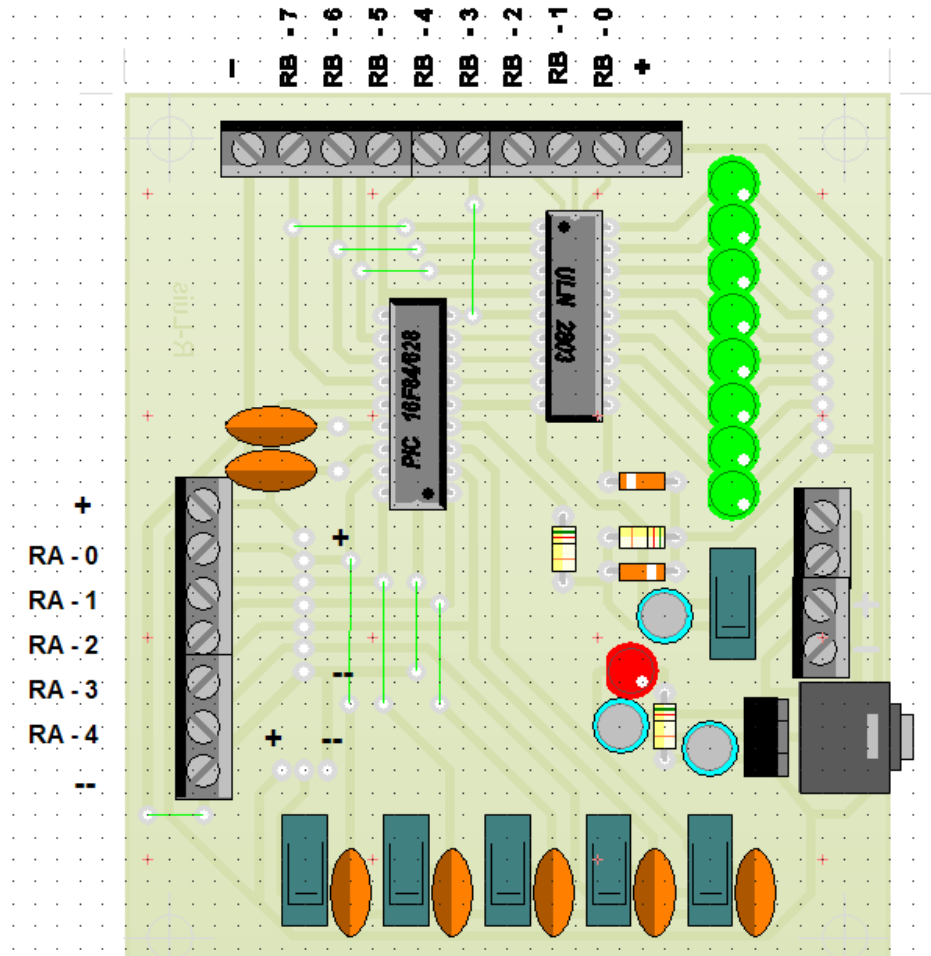 –
RB - 7
RB - 6
RB - 5
RB - 4
RB - 3
RB - 2
RB - 1
RB - 0
+
R-Luis
ULN 2803
PIC 16F84/628
+
RA - 0
RA - 1
RA - 2
RA - 3
RA - 4
--
+
--
+
--
+